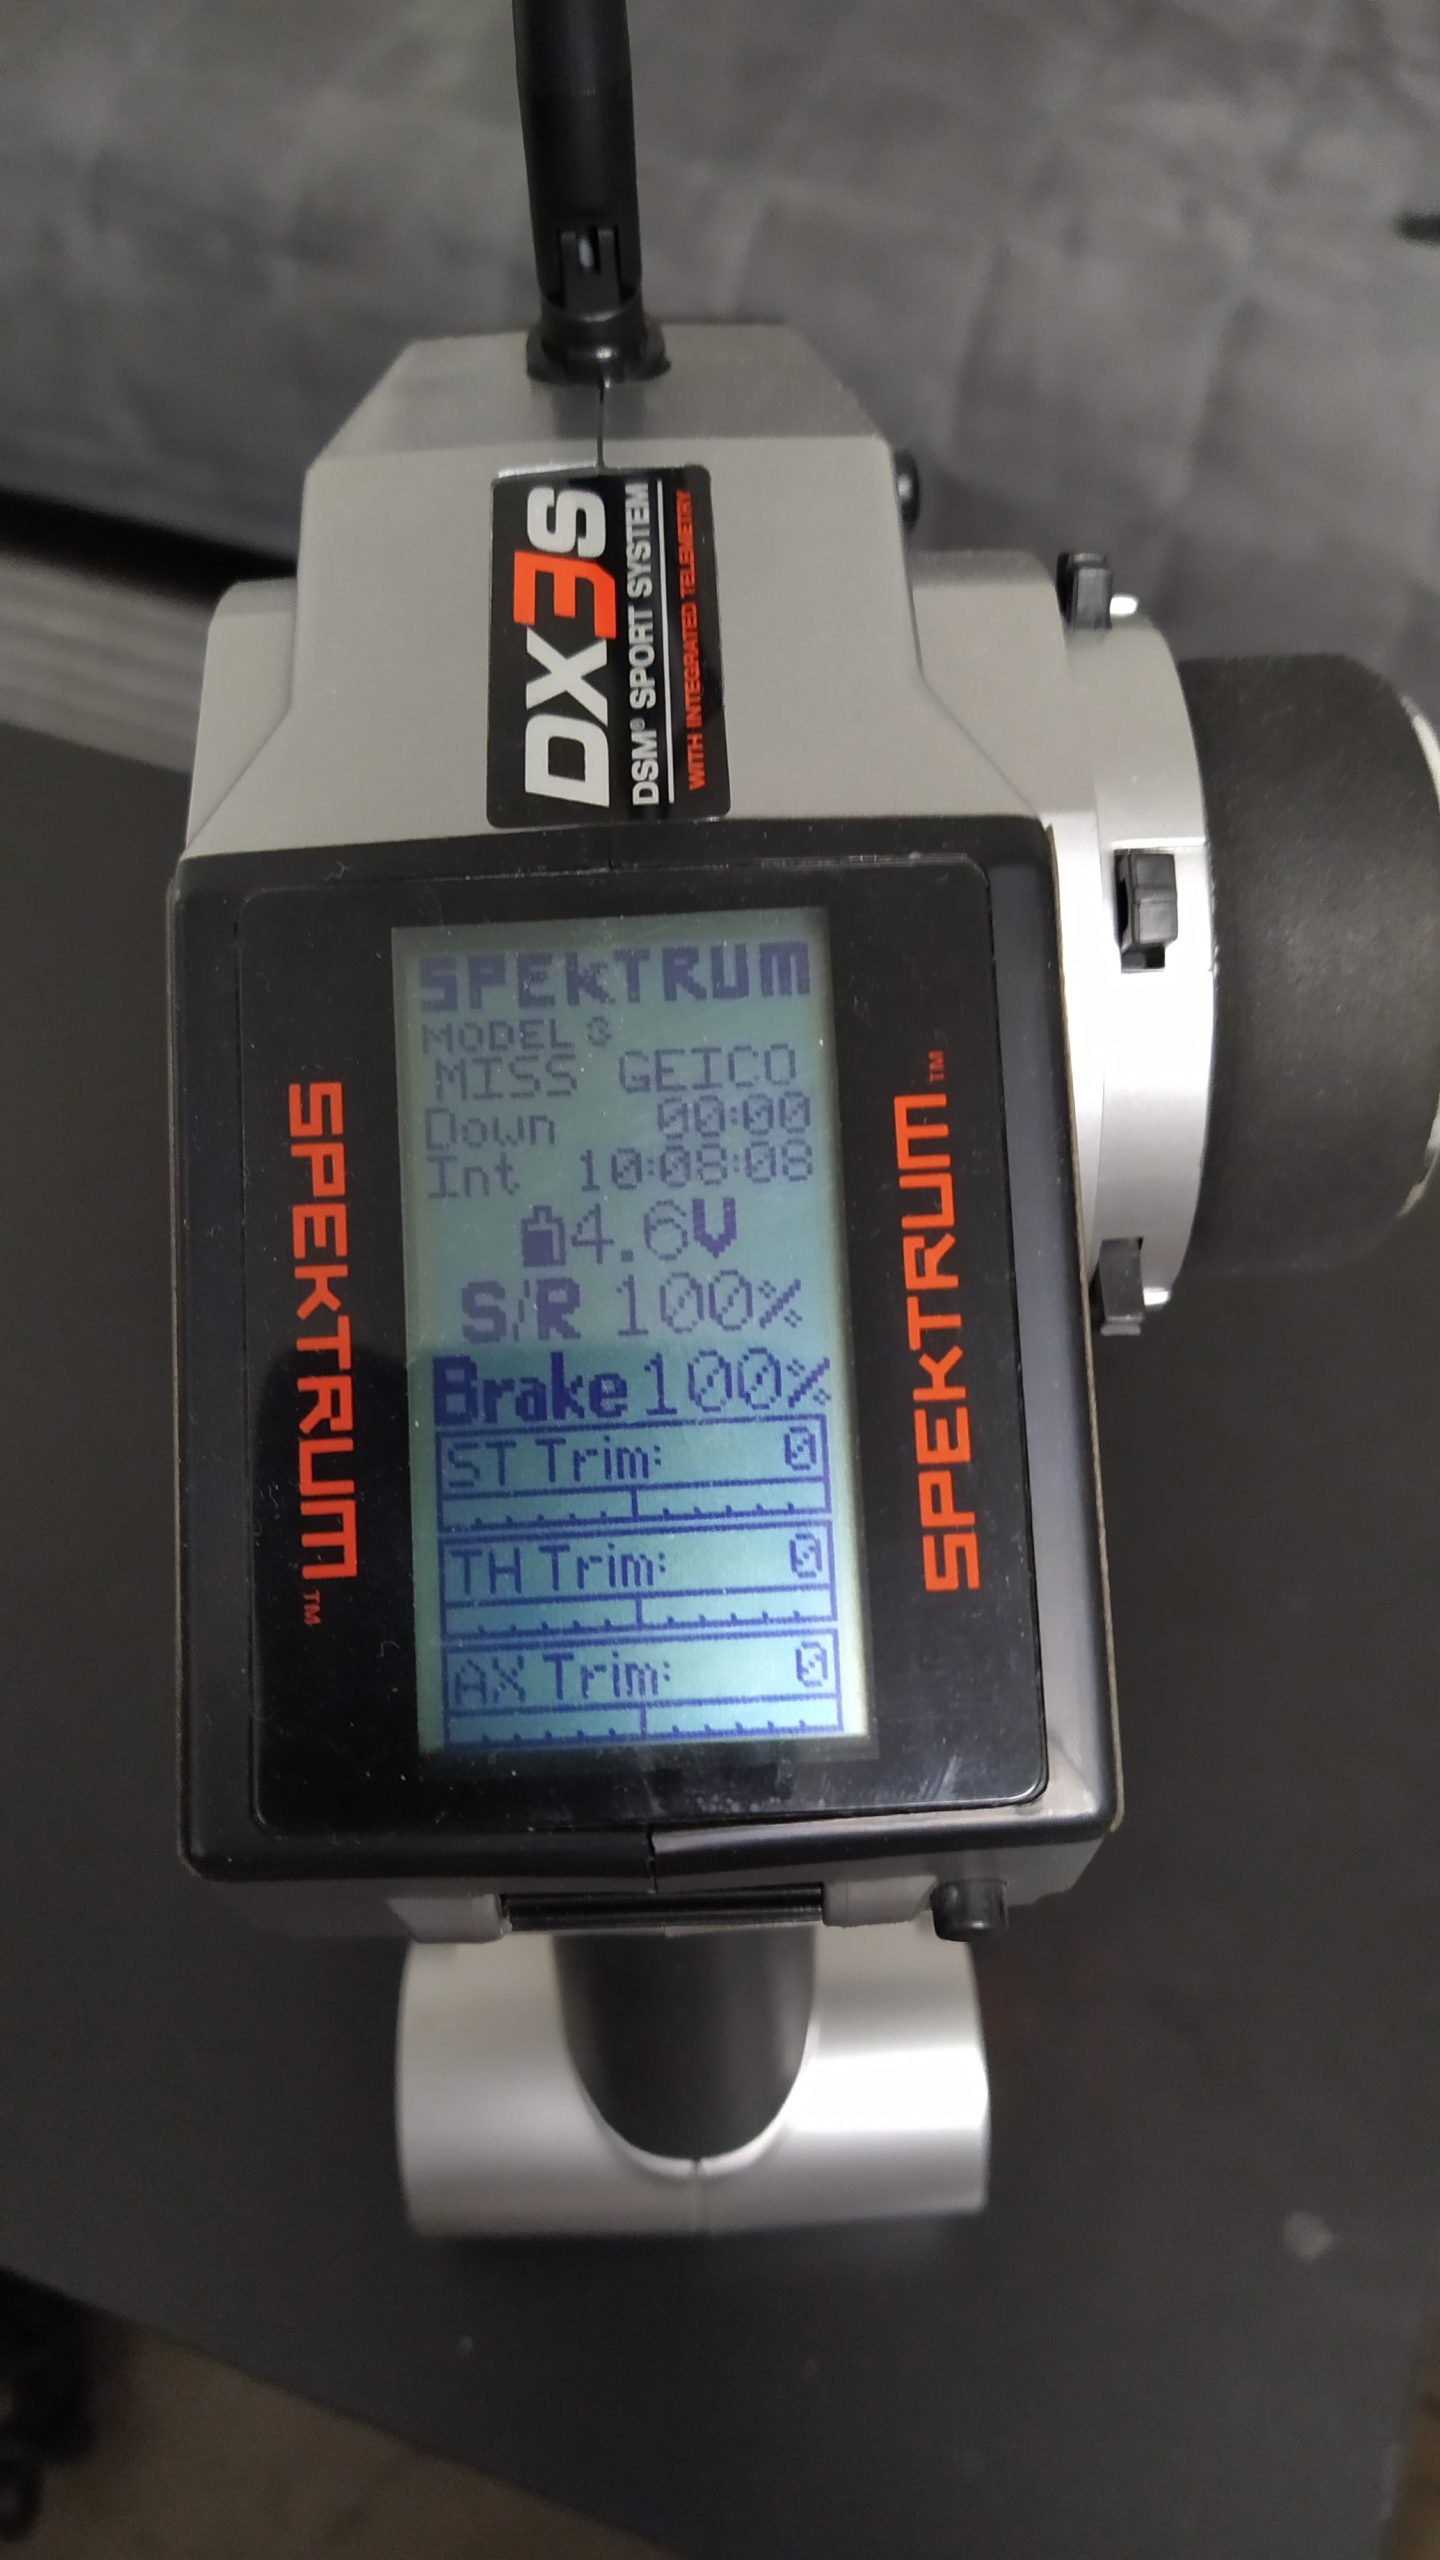 DX3S
DSM® SPORT SYSTEM
WITH INTEGRATED TELEMETRY
SPEKTRUM
MODEL 3
MISS GEICO
Down 00:00
Int 10:08:08
4.6V
S/R 100%
Brake 100%
ST Trim: 0
TH Trim: 0
AX Trim: 0
SPEKTRUM™
SPEKTRUM™